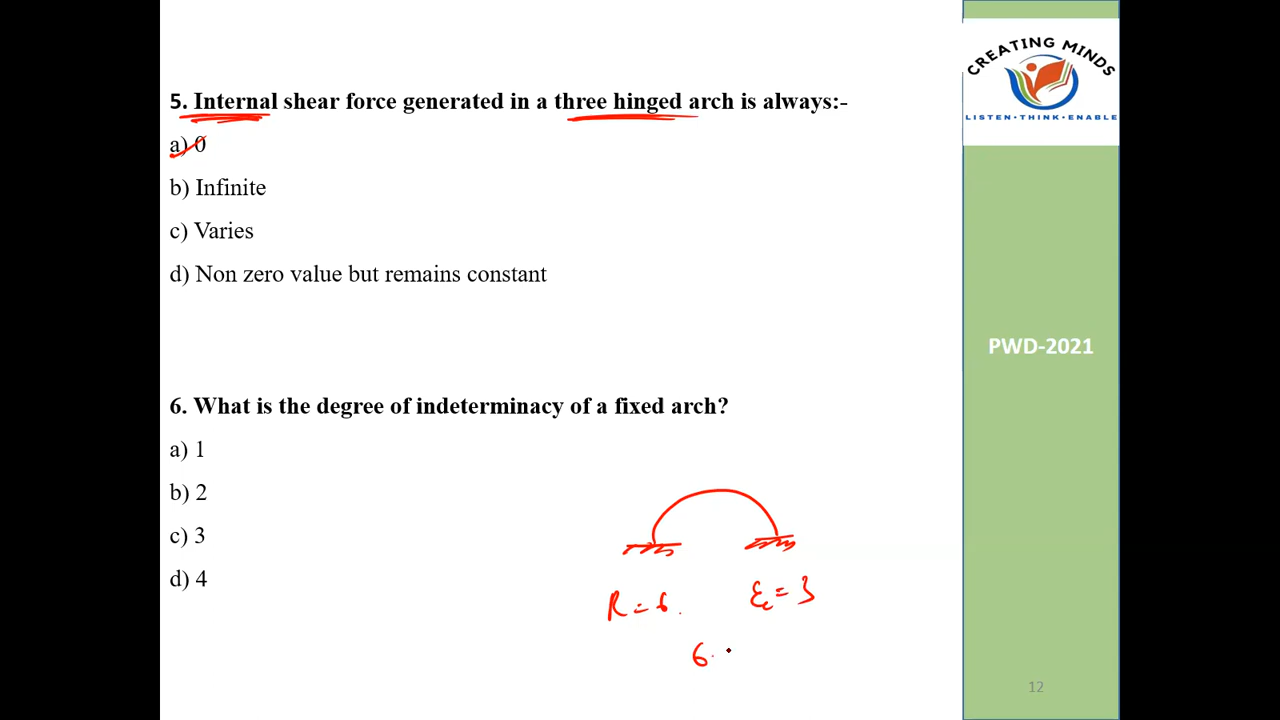 CREATING MINDS
LISTEN•THINK•ENABLE
5. Internal shear force generated in a three hinged arch is always:-
a) 0
b) Infinite
c) Varies
d) Non zero value but remains constant
PWD-2021
6. What is the degree of indeterminacy of a fixed arch?
a) 1
b) 2
c) 3
d) 4
R = 6.
= 3
6.
12